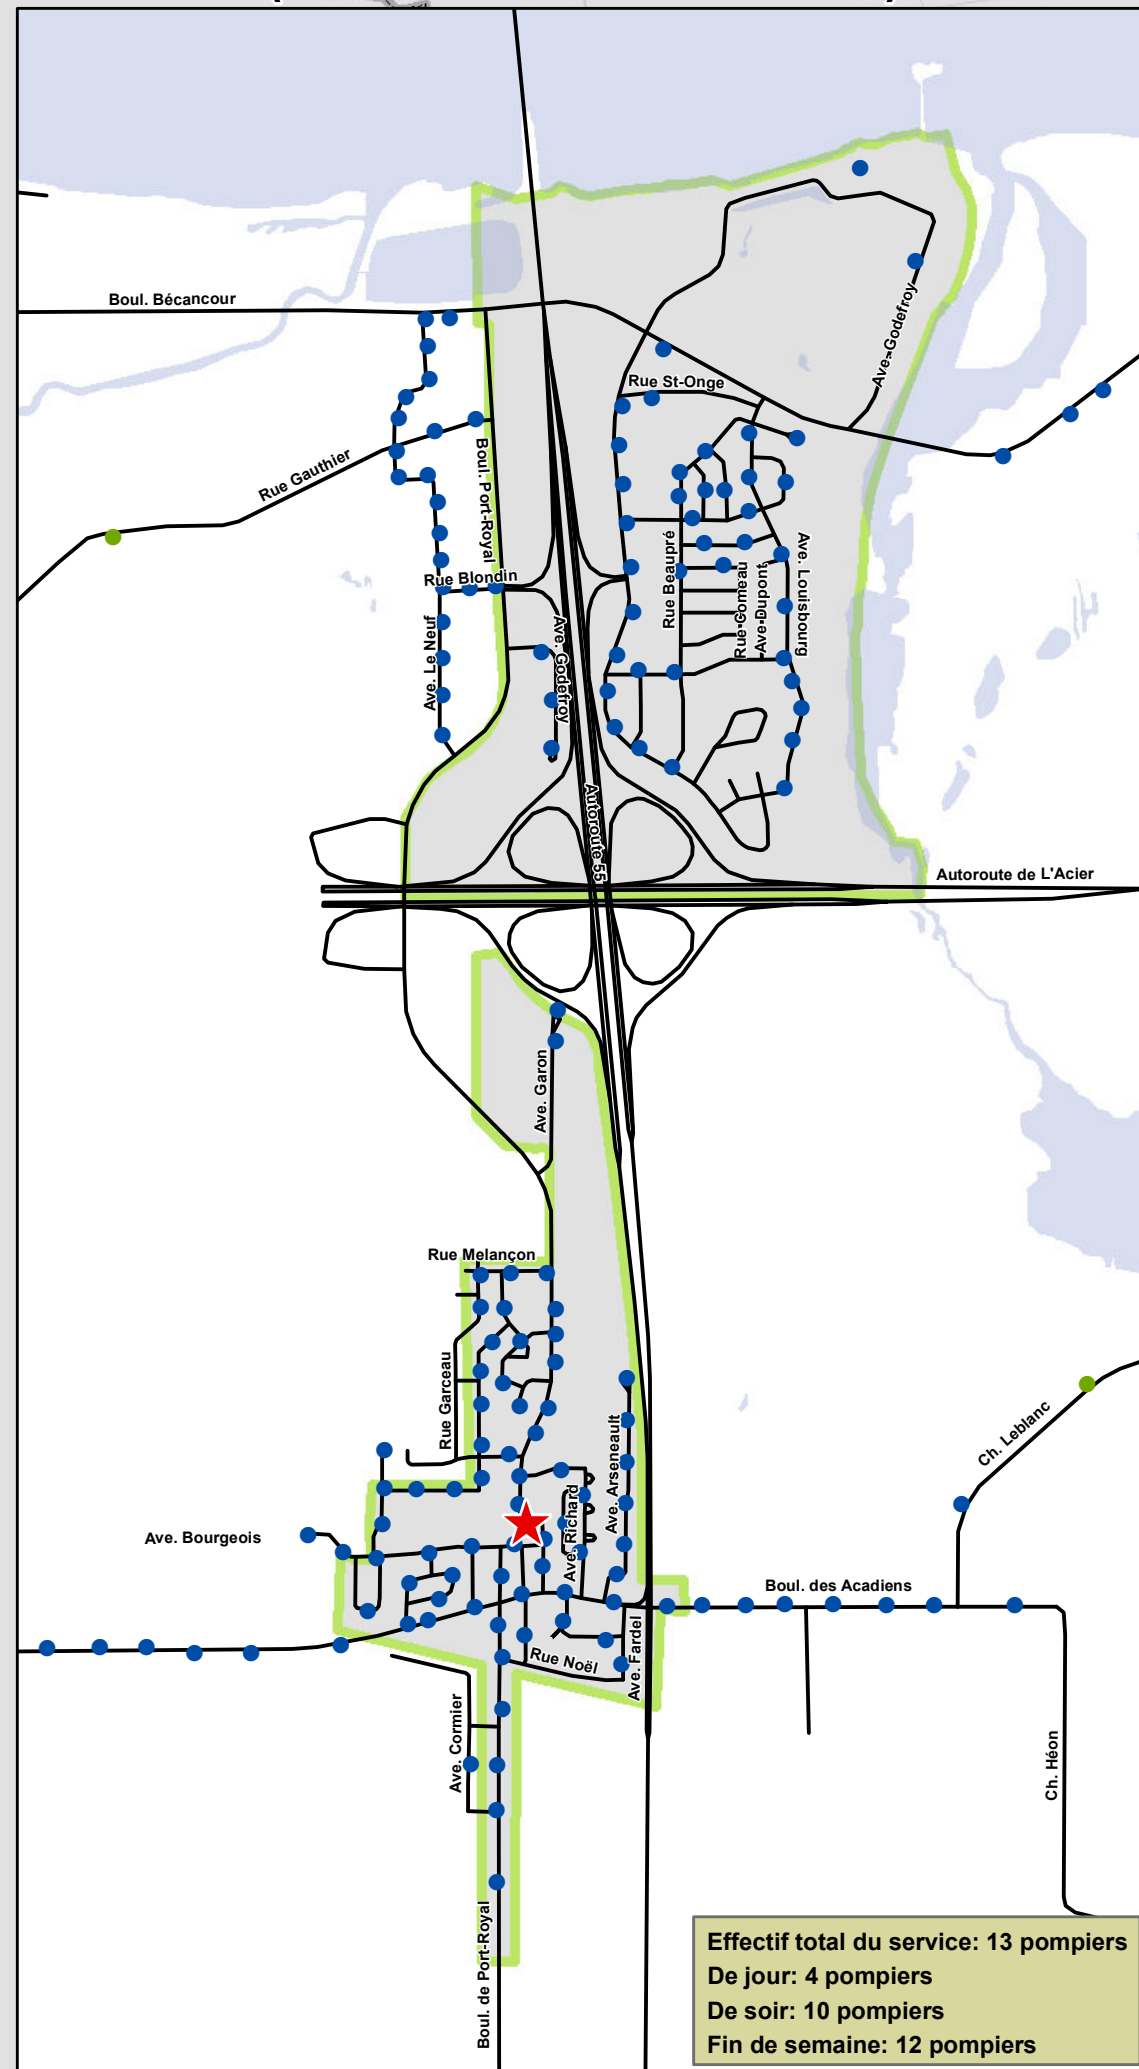 Boul. Bécancour
Ave. Godefroy
Rue St-Onge
Rue Gauthier
Boul. Port-Royal
Rue Blondin
Rue Beaupré
Rue Comeau
Ave. Dupont
Ave. Louisbourg
Ave. Le Neuf
Ave. Godefroy
Autoroute 55
Autoroute de L'Acier
Ave. Garon
Rue Melançon
Rue Garceau
Ave. Arseneault
Ave. Richard
Ch. Leblanc
Ave. Bourgeois
Boul. des Acadiens
Rue Noël
Ave. Fardel
Ave. Cormier
Ch. Héon
Boul. de Port-Royal
Effectif total du service: 13 pompiers
De jour: 4 pompiers
De soir: 10 pompiers
Fin de semaine: 12 pompiers